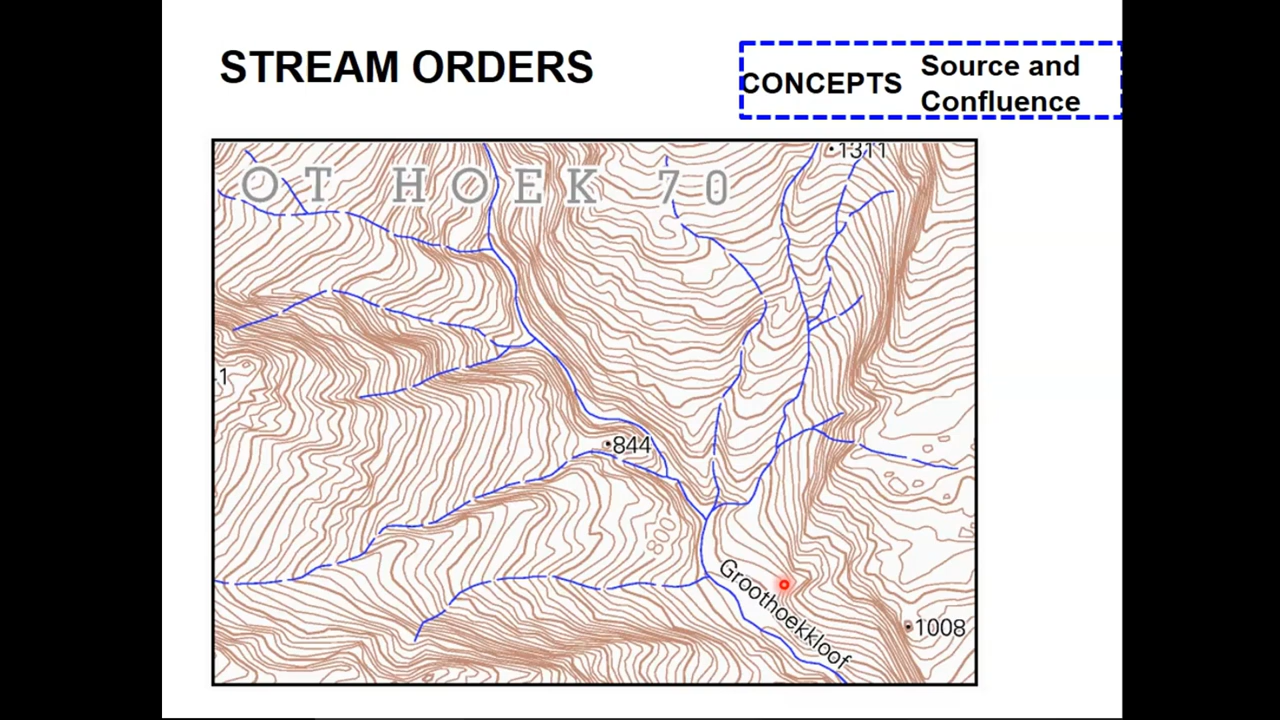 STREAM ORDERS
CONCEPTS
Source and
Confluence
1311
OT HOEK 70
1
844
Groothoekkloof
1008